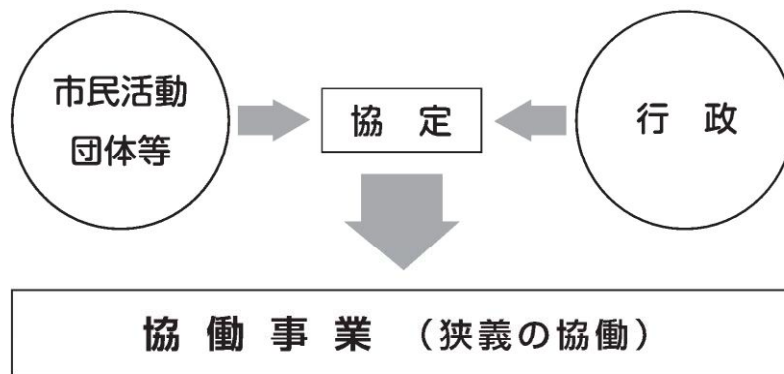 市民活動
団体等
協 定
行 政
協 働 事 業 （狭義の協働）